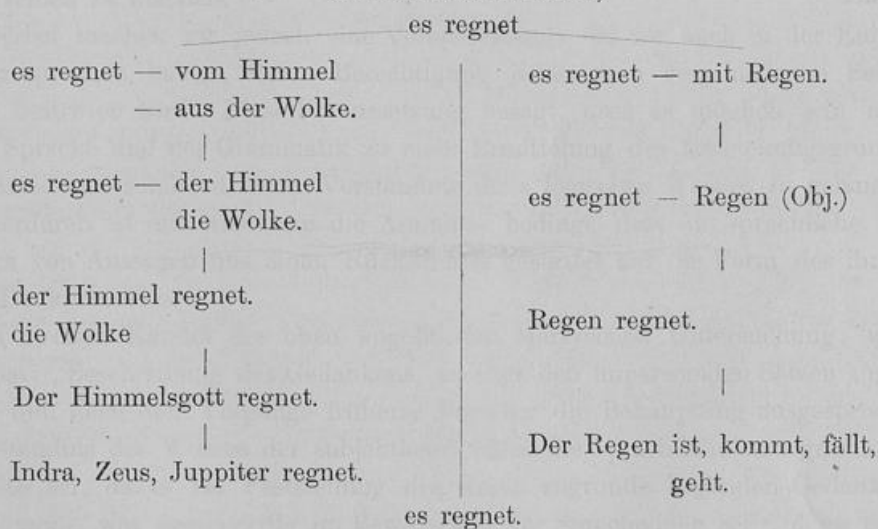 es regnet
es regnet — vom Himmel
aus der Wolke.
es regnet — der Himmel
die Wolke.
der Himmel regnet.
die Wolke
Der Himmelsgott regnet.
Indra, Zeus, Juppiter regnet.
es regnet — mit Regen.
es regnet — Regen (Obj.)
Regen regnet.
Der Regen ist, kommt, fällt,
geht.
es regnet.